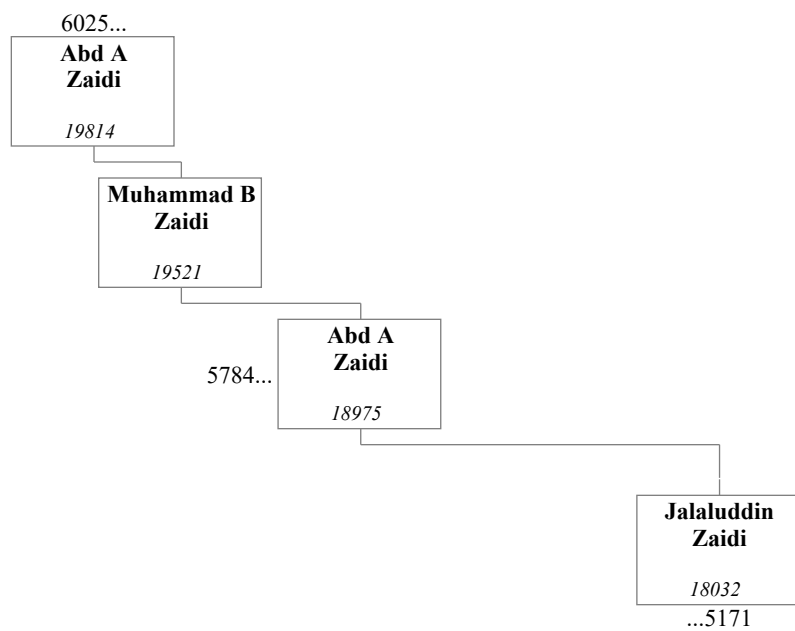 6025...
Abd A
Zaidi
19814
Muhammad B
Zaidi
19521
Abd A
Zaidi
5784...
18975
Jalaluddin
Zaidi
18032
...5171